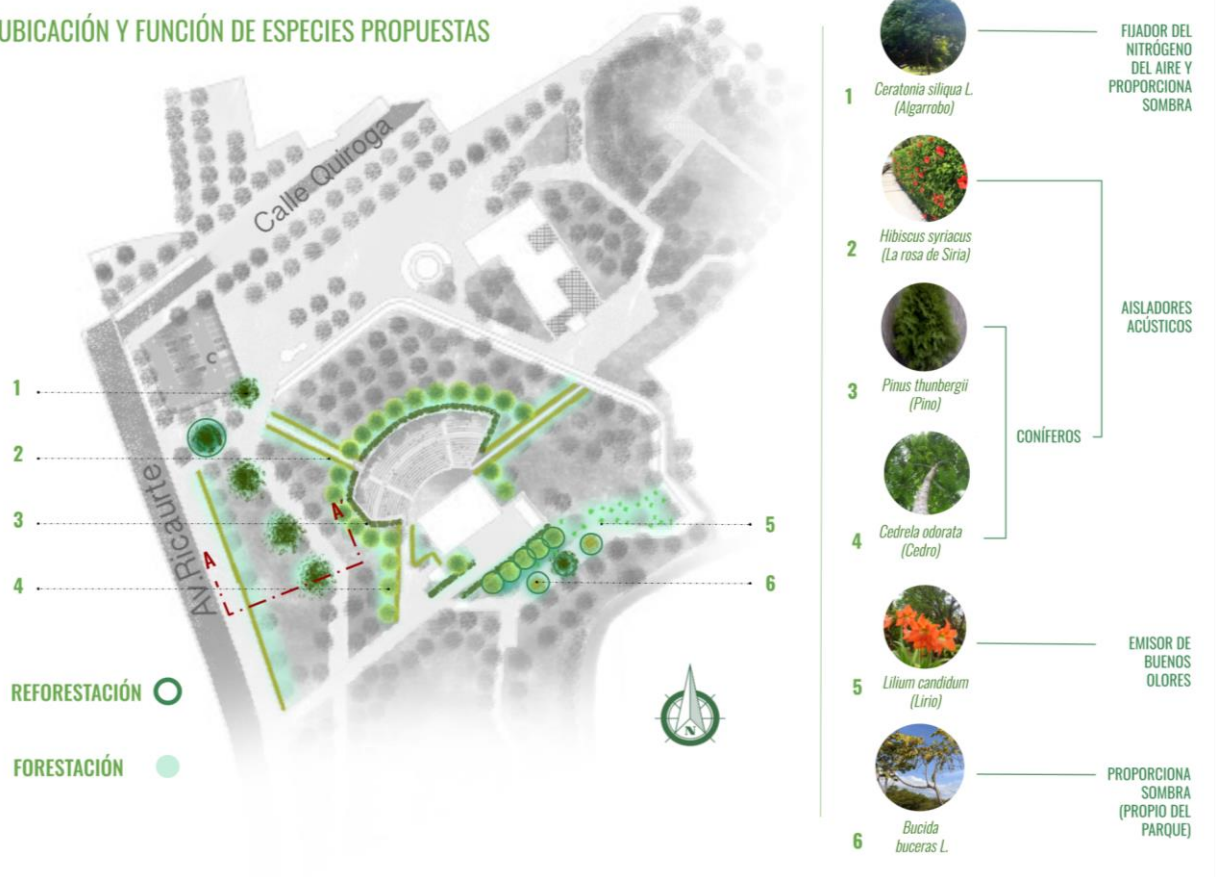 UBICACIÓN Y FUNCIÓN DE ESPECIES PROPUESTAS
Calle Quiroga
C
Av.Ricaurte
A
A'
1
2
3
4
5
6
REFORESTACIÓN
FORESTACIÓN
N
1
Ceratonia siliqua L.
(Algarrobo)
FIJADOR DEL
NITRÓGENO
DEL AIRE Y
PROPORCIONA
SOMBRA
2
Hibiscus syriacus
(La rosa de Siria)
AISLADORES
ACÚSTICOS
3
Pinus thunbergii
(Pino)
CONÍFEROS
4
Cedrela odorata
(Cedro)
5
Lilium candidum
(Lirio)
EMISOR DE
BUENOS
OLORES
6
Bucida
buceras L.
PROPORCIONA
SOMBRA
(PROPIO DEL
PARQUE)